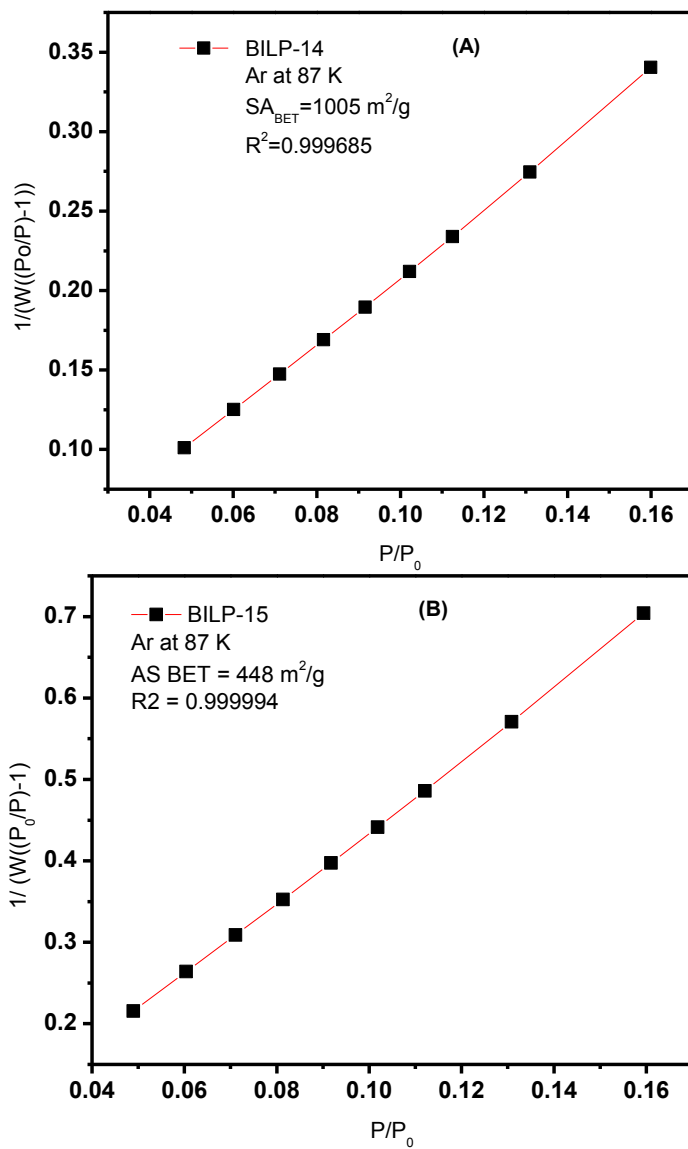 BILP-14
(A)
Ar at 87 K
SA_BET=1005 m²/g
R²=0.999685
1/(W((Po/P)-1))
0.35
0.30
0.25
0.20
0.15
0.10
0.04 0.06 0.08 0.10 0.12 0.14 0.16
P/P₀
BILP-15
(B)
Ar at 87 K
AS BET = 448 m²/g
R2 = 0.999994
1/ (W((P₀/P)-1)
0.7
0.6
0.5
0.4
0.3
0.2
0.04 0.06 0.08 0.10 0.12 0.14 0.16
P/P₀